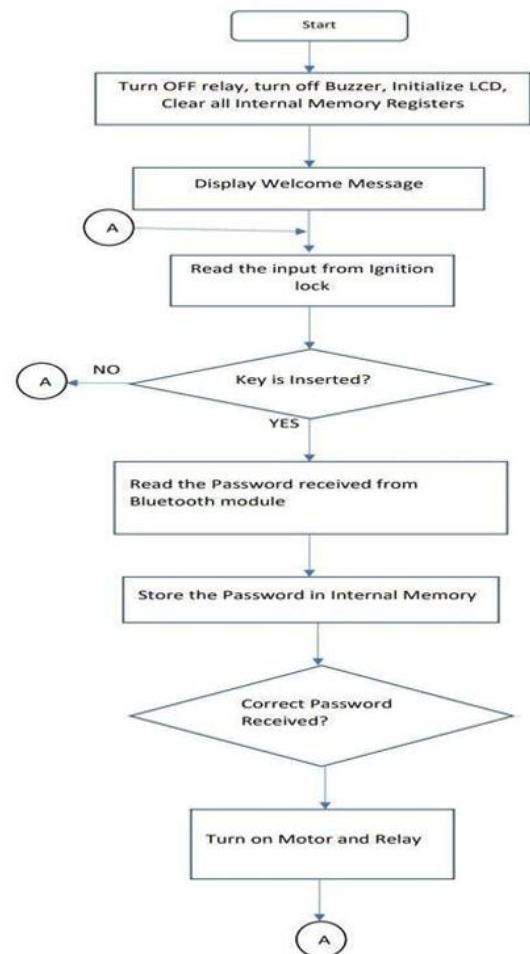 Start
Turn OFF relay, turn off Buzzer, Initialize LCD,
Clear all Internal Memory Registers
Display Welcome Message
A
Read the input from Ignition
lock
Key is Inserted?
NO
A
YES
Read the Password received from
Bluetooth module
Store the Password in Internal Memory
Correct Password
Received?
Turn on Motor and Relay
A